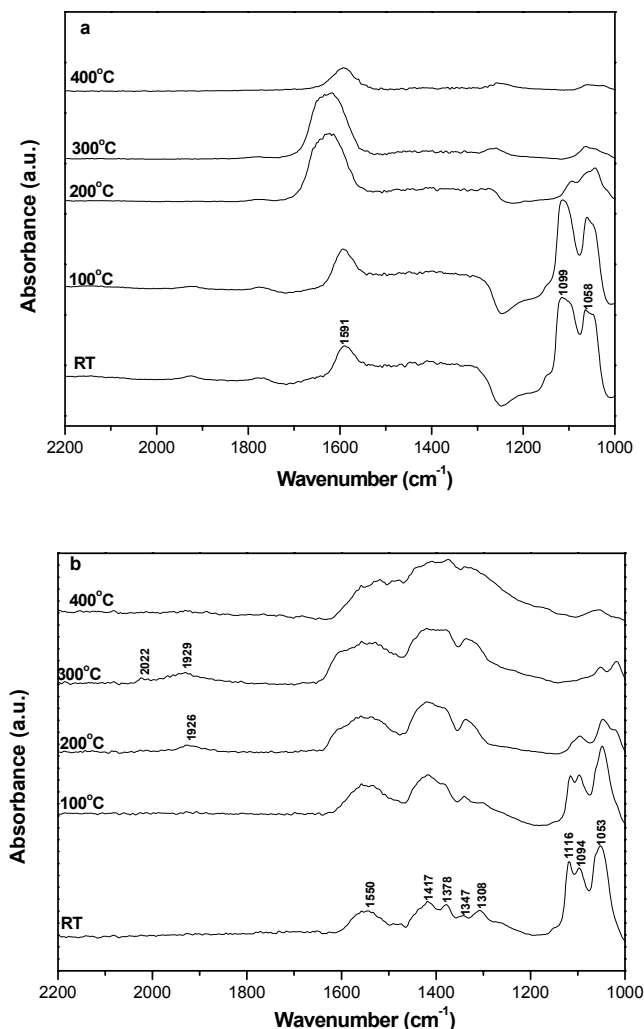 a
400°C
300°C
200°C
100°C
RT
1591
1099
1058
Absorbance (a.u.)
2200 2000 1800 1600 1400 1200 1000
Wavenumber (cm-1)
b
400°C
300°C
2022
1929
200°C
1926
100°C
RT
1550
1417
1378
1347
1308
1116
1094
1053
Absorbance (a.u.)
2200 2000 1800 1600 1400 1200 1000
Wavenumber (cm-1)